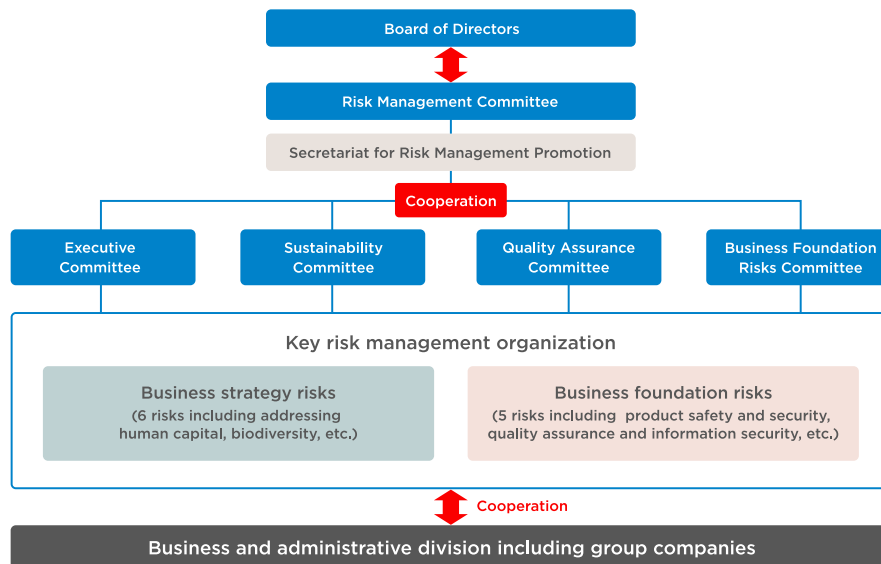 Board of Directors
Risk Management Committee
Secretariat for Risk Management Promotion
Cooperation
Executive
Committee
Sustainability
Committee
Quality Assurance
Committee
Business Foundation
Risks Committee
Key risk management organization
Business strategy risks
(6 risks including addressing
human capital, biodiversity, etc.)
Business foundation risks
(5 risks including product safety and security,
quality assurance and information security, etc.)
Cooperation
Business and administrative division including group companies